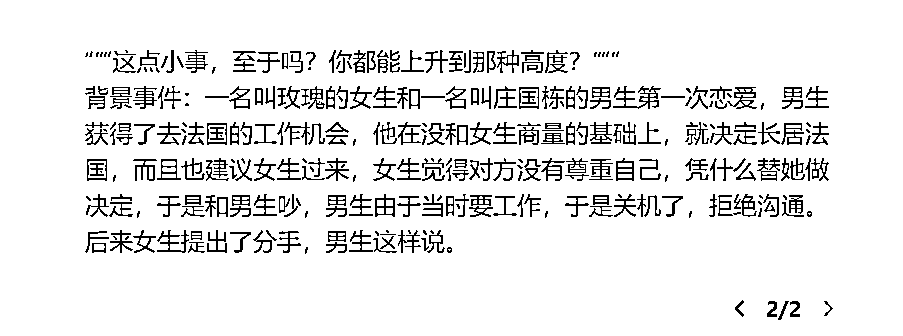 “““这点小事，至于吗？你都能上升到那种高度？”””
背景事件：一名叫玫瑰的女生和一名叫庄国栋的男生第一次恋爱，男生
获得了去法国的工作机会，他在没和女生商量的基础上，就决定长居法
国，而且也建议女生过来，女生觉得对方没有尊重自己，凭什么替她做
决定，于是和男生吵，男生由于当时要工作，于是关机了，拒绝沟通。
后来女生提出了分手，男生这样说。
< 2/2 >